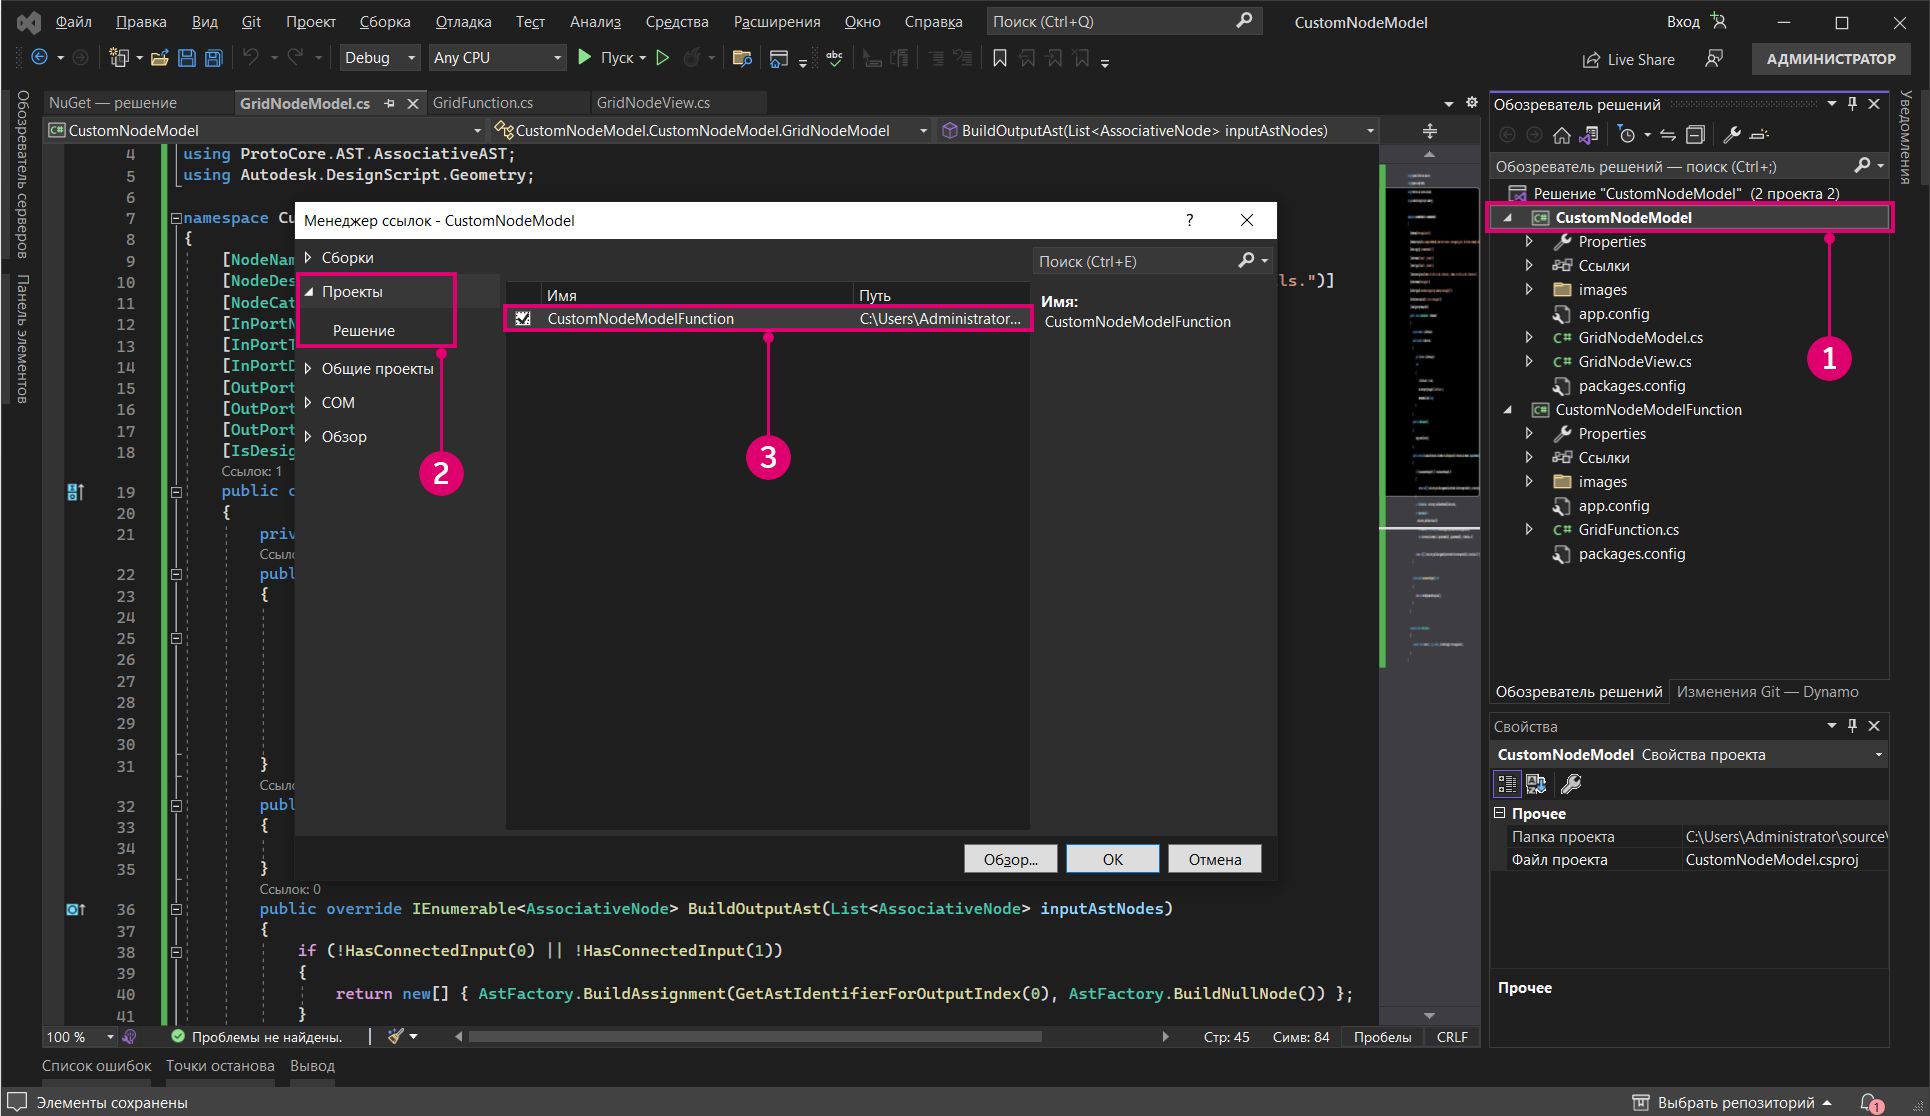 Файл Правка Вид Git Проект Сборка Отладка Тест Анализ Средства Расширения Окно Справка Поиск (Ctrl+Q) CustomNodeModel Вход
Debug Any CPU Пуск Live Share АДМИНИСТРАТОР
Обозреватель серверов
Панель элементов
NuGet — решение GridNodeModel.cs GridFunction.cs GridNodeView.cs
CustomNodeModel CustomNodeModel.CustomNodeModel.GridNodeModel BuildOutputAst(List<AssociativeNode> inputAstNodes)
4 using ProtoCore.AST.AssociativeAST;
5 using Autodesk.DesignScript.Geometry;
6
7 namespace Cu
8 {
9 [NodeNam
10 [NodeDes ls.")]
11 [NodeCat
12 [InPortN
13 [InPortT
14 [InPortD
15 [OutPort
16 [OutPort
17 [OutPort
18 [IsDesig
Ссылок: 1
19 public c
20 {
21 priv
Ссыло
22 publ
23 {
24
25
26
27
28
29
30
31 }
Ссыло
32 publ
33 {
34
35 }
Ссылок: 0
36 public override IEnumerable<AssociativeNode> BuildOutputAst(List<AssociativeNode> inputAstNodes)
37 {
38 if (!HasConnectedInput(0) || !HasConnectedInput(1))
39 {
40 return new[] { AstFactory.BuildAssignment(GetAstIdentifierForOutputIndex(0), AstFactory.BuildNullNode()) };
41 }
Менеджер ссылок - CustomNodeModel ?
Сборки
Проекты
Решение
Общие проекты
COM
Обзор
Поиск (Ctrl+E)
Имя Путь
CustomNodeModelFunction C:\Users\Administrator...
Имя:
CustomNodeModelFunction
2
3
Обзор... ОК Отмена
Обозреватель решений
Обозреватель решений — поиск (Ctrl+;)
Решение "CustomNodeModel" (2 проекта 2)
CustomNodeModel
Properties
Ссылки
images
app.config
GridNodeModel.cs
GridNodeView.cs
packages.config
CustomNodeModelFunction
Properties
Ссылки
images
app.config
GridFunction.cs
packages.config
1
Обозреватель решений Изменения Git — Dynamo
Уведомления
Свойства
CustomNodeModel Свойства проекта
Прочее
Папка проекта C:\Users\Administrator\source\
Файл проекта CustomNodeModel.csproj
Прочее
100 % Проблемы не найдены. Стр: 45 Симв: 84 Пробелы CRLF
Список ошибок Точки останова Вывод
Элементы сохранены Выбрать репозиторий 1